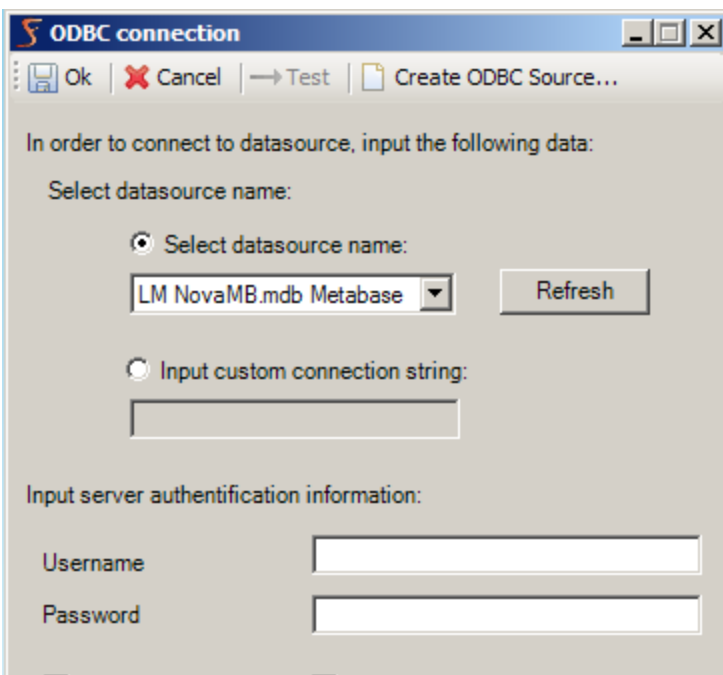 ODBC connection
Ok Cancel Test Create ODBC Source...
In order to connect to datasource, input the following data:
Select datasource name:
Select datasource name:
LM NovaMB.mdb Metabase Refresh
Input custom connection string:
Input server authentification information:
Username
Password